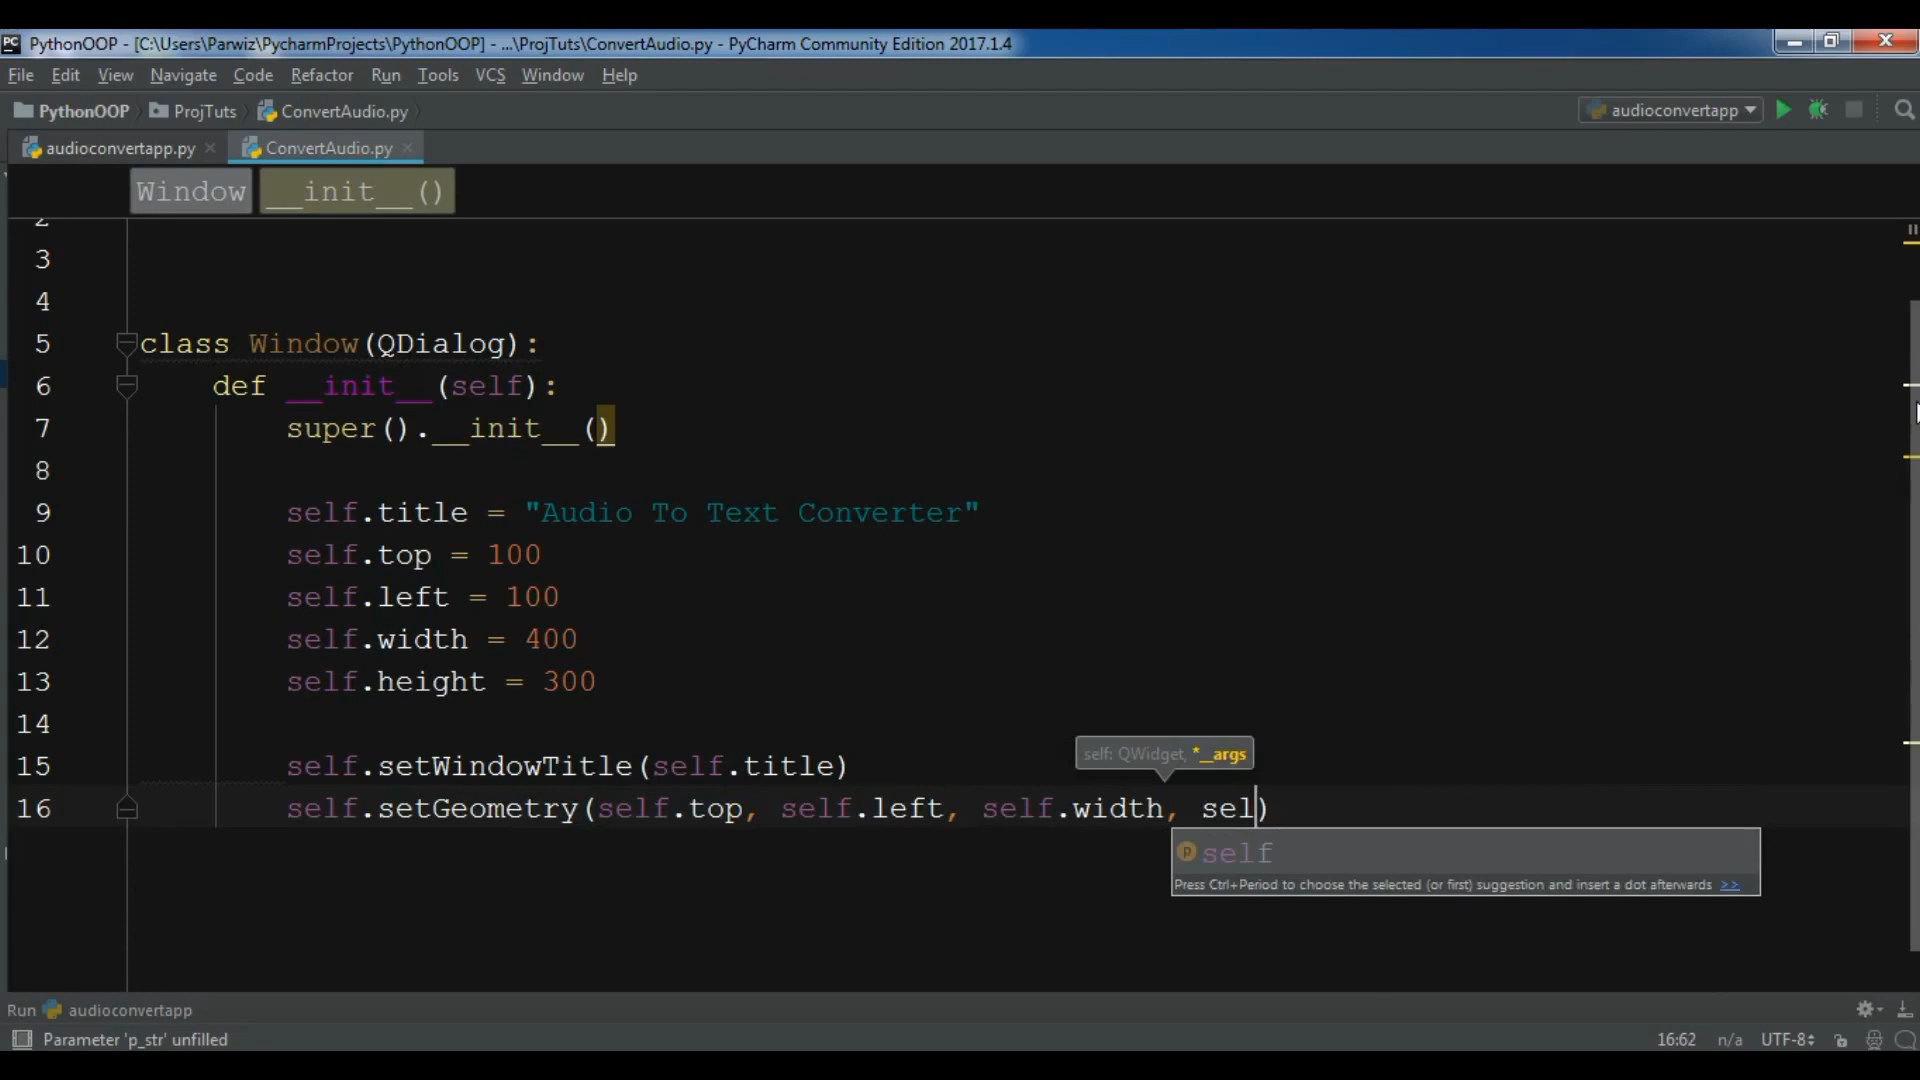 PC PythonOOP - [C:\Users\Parwiz\PycharmProjects\PythonOOP] - ...\ProjTuts\ConvertAudio.py - PyCharm Community Edition 2017.1.4
File Edit View Navigate Code Refactor Run Tools VCS Window Help
PythonOOP ProjTuts ConvertAudio.py audioconvertapp
audioconvertapp.py ConvertAudio.py
Window __init__()
2
3
4
5 class Window(QDialog):
6 def __init__(self):
7 super().__init__()
8
9 self.title = "Audio To Text Converter"
10 self.top = 100
11 self.left = 100
12 self.width = 400
13 self.height = 300
14
self: QWidget, *__args
15 self.setWindowTitle(self.title)
16 self.setGeometry(self.top, self.left, self.width, sel)
p self
Press Ctrl+Period to choose the selected (or first) suggestion and insert a dot afterwards >>
Run audioconvertapp
Parameter 'p_str' unfilled 16:62 n/a UTF-8